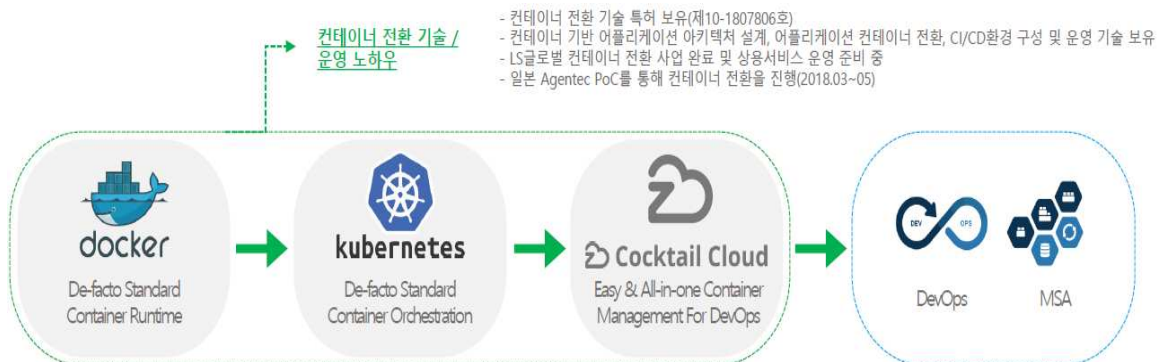 컨테이너 전환 기술 /
운영 노하우
- 컨테이너 전환 기술 특허 보유(제10-1807806호)
- 컨테이너 기반 어플리케이션 아키텍처 설계, 어플리케이션 컨테이너 전환, CI/CD환경 구성 및 운영 기술 보유
- LS글로벌 컨테이너 전환 사업 완료 및 상용서비스 운영 준비 중
- 일본 Agentec PoC를 통해 컨테이너 전환을 진행(2018.03~05)
docker
De-facto Standard
Container Runtime
kubernetes
De-facto Standard
Container Orchestration
Cocktail Cloud
Easy & All-in-one Container
Management For DevOps
DEV
OPS
DevOps
MSA